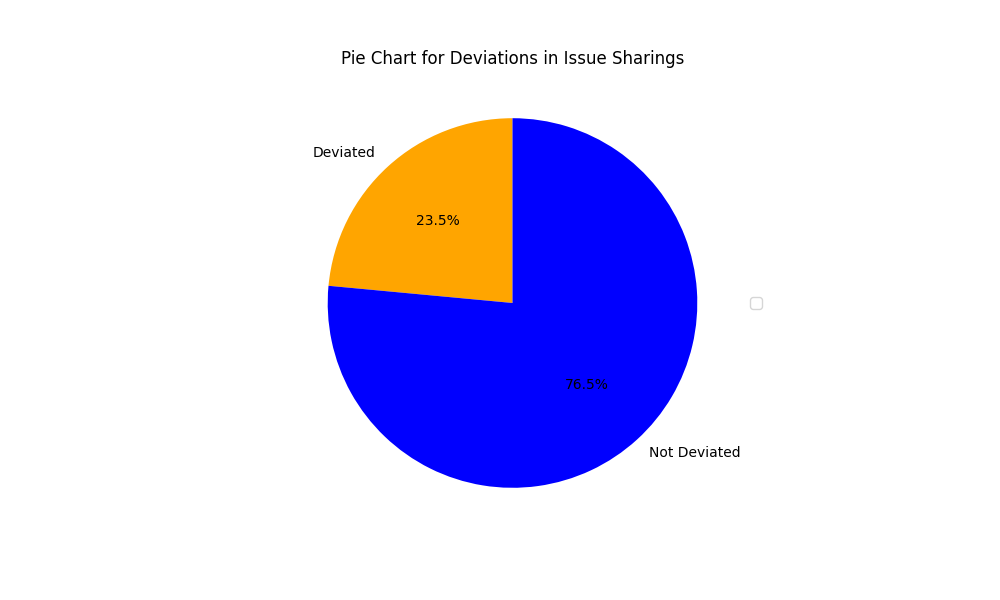 Pie Chart for Deviations in Issue Sharings
Deviated
23.5%
76.5%
Not Deviated